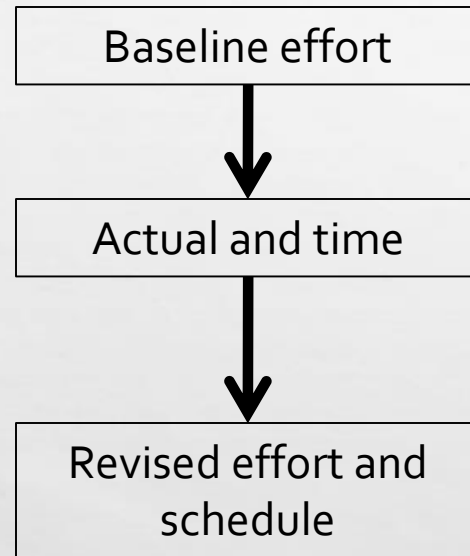 Baseline effort
Actual and time
Revised effort and
schedule